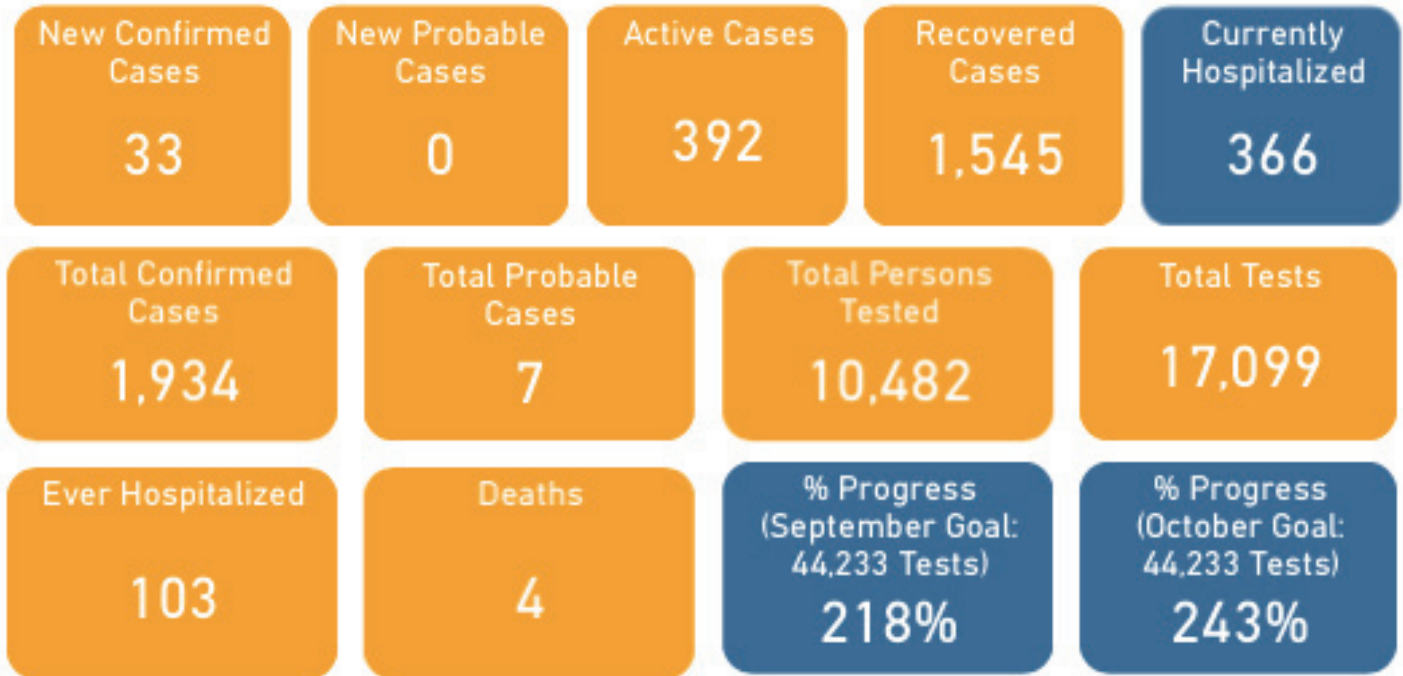 New Confirmed
Cases
33
New Probable
Cases
0
Active Cases
392
Recovered
Cases
1,545
Currently
Hospitalized
366
Total Confirmed
Cases
1,934
Total Probable
Cases
7
Total Persons
Tested
10,482
Total Tests
17,099
Ever Hospitalized
103
Deaths
4
% Progress
(September Goal:
44,233 Tests)
218%
% Progress
(October Goal:
44,233 Tests)
243%